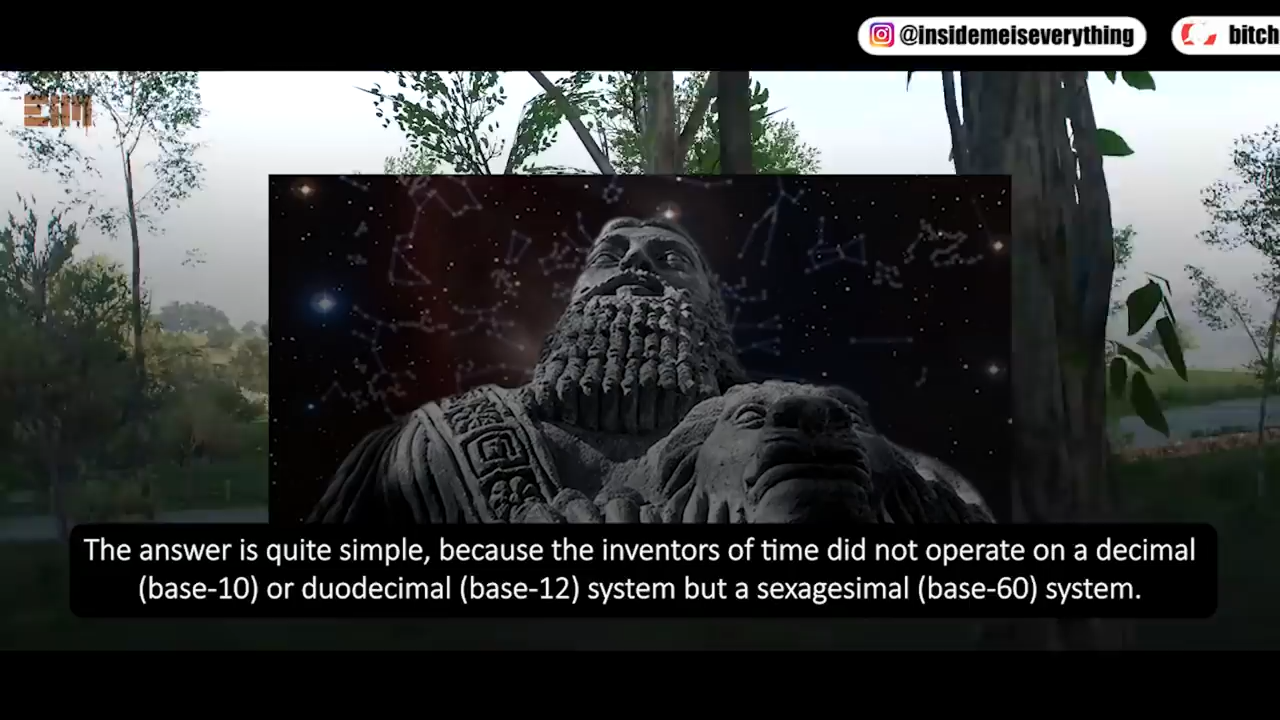 @insidemeiseverything
bitch
EIM
The answer is quite simple, because the inventors of time did not operate on a decimal
(base-10) or duodecimal (base-12) system but a sexagesimal (base-60) system.